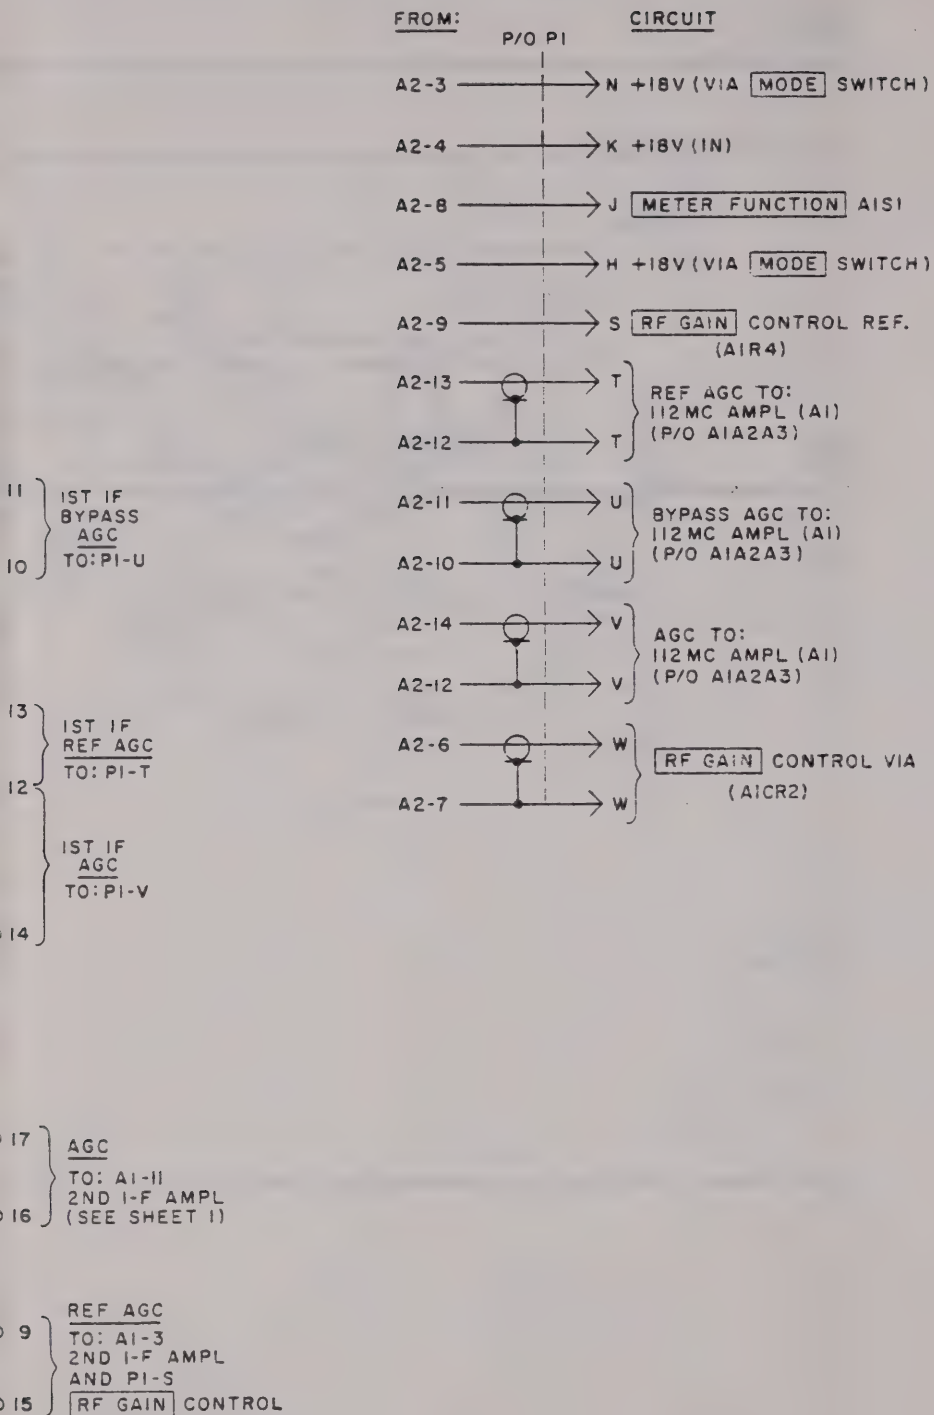 FROM: CIRCUIT
P/O P1
A2-3 N +18V (VIA MODE SWITCH)
A2-4 K +18V (IN)
A2-8 J METER FUNCTION A1S1
A2-5 H +18V (VIA MODE SWITCH)
A2-9 S RF GAIN CONTROL REF.
(A1R4)
A2-13 T
A2-12 T
REF AGC TO:
112 MC AMPL (A1)
(P/O A1A2A3)
A2-11 U
A2-10 U
BYPASS AGC TO:
112 MC AMPL (A1)
(P/O A1A2A3)
A2-14 V
A2-12 V
AGC TO:
112 MC AMPL (A1)
(P/O A1A2A3)
A2-6 W
A2-7 W
RF GAIN CONTROL VIA
(A1CR2)
11
10
1ST IF
BYPASS
AGC
TO: P1-U
13
12
1ST IF
REF AGC
TO: P1-T
14
1ST IF
AGC
TO: P1-V
17
16
AGC
TO: A1-11
2ND I-F AMPL
(SEE SHEET 1)
9
15
REF AGC
TO: A1-3
2ND I-F AMPL
AND P1-S
RF GAIN CONTROL